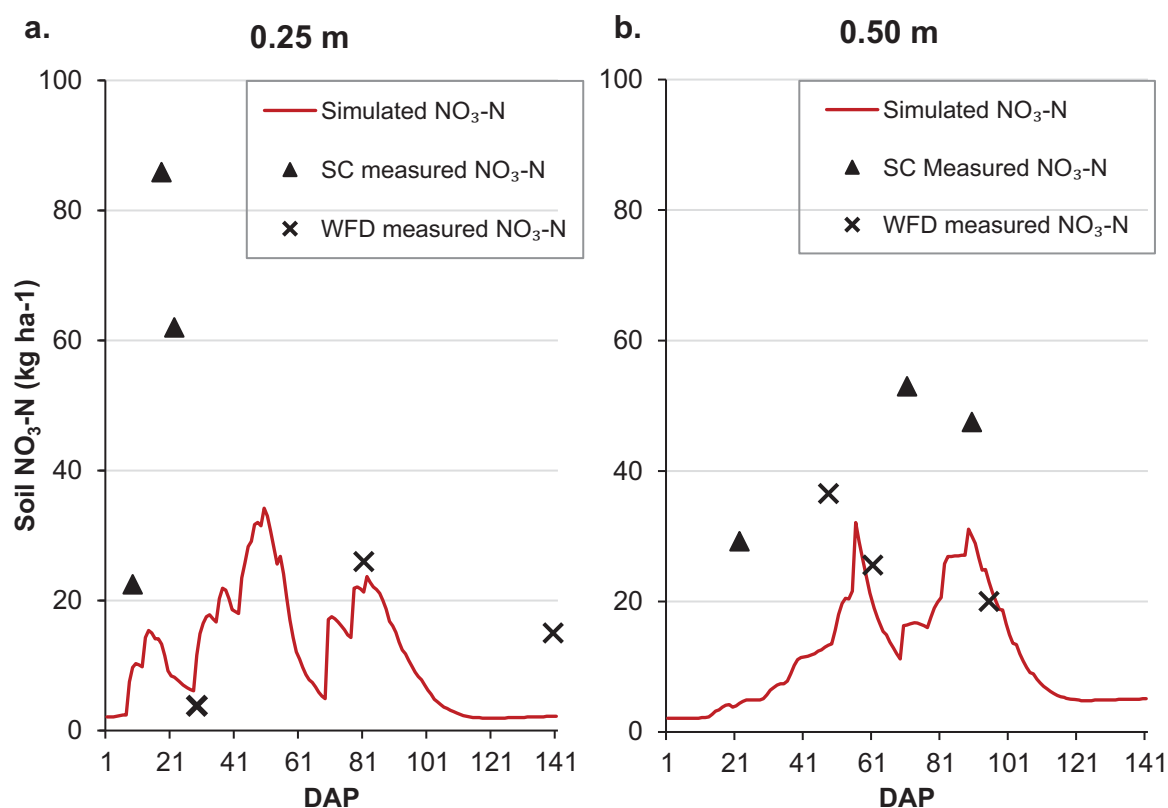 a.
0.25 m
Soil NO₃-N (kg ha-1)
100
80
60
40
20
0
Simulated NO₃-N
SC measured NO₃-N
WFD measured NO₃-N
1 21 41 61 81 101 121 141
DAP
b.
0.50 m
100
80
60
40
20
0
Simulated NO₃-N
SC Measured NO₃-N
WFD measured NO₃-N
1 21 41 61 81 101 121 141
DAP